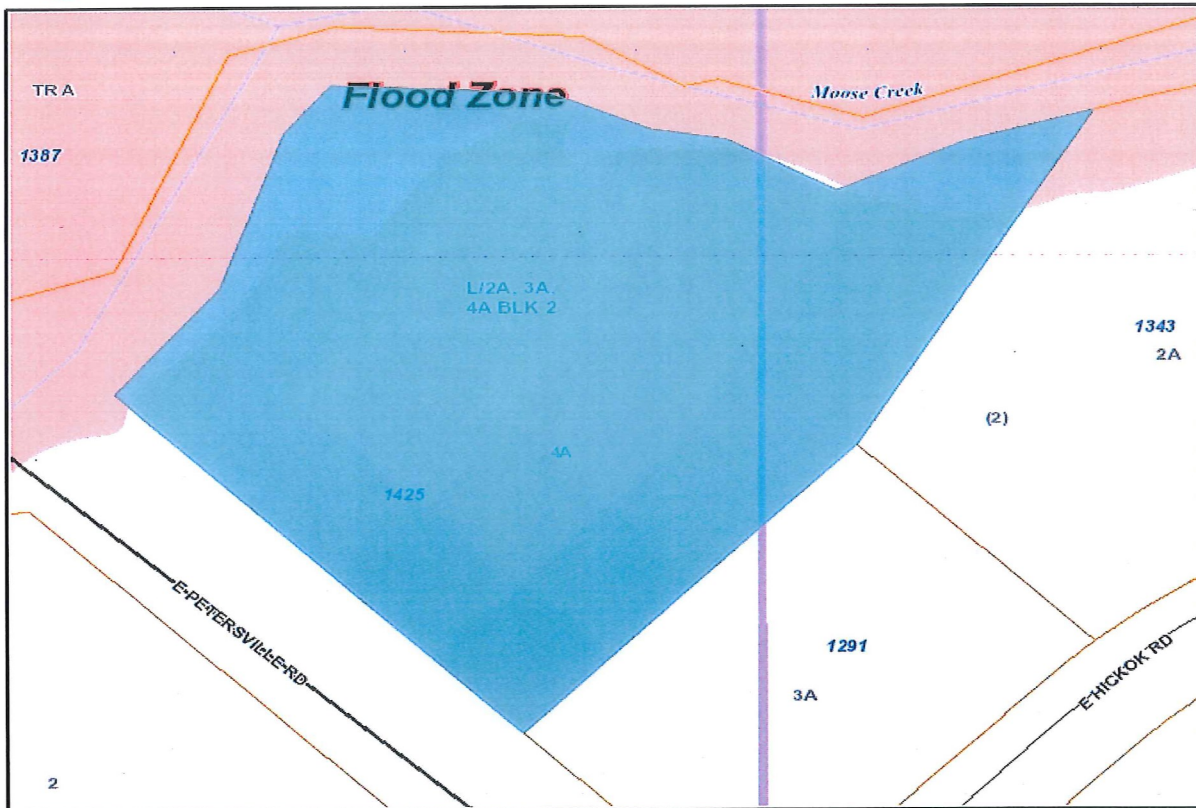 Flood Zone
Moose Creek
TR A
1387
L/2A, 3A,
4A BLK 2
1343
2A
(2)
4A
1425
E PETERSVILLE RD
1291
E HICKOK RD
3A
2